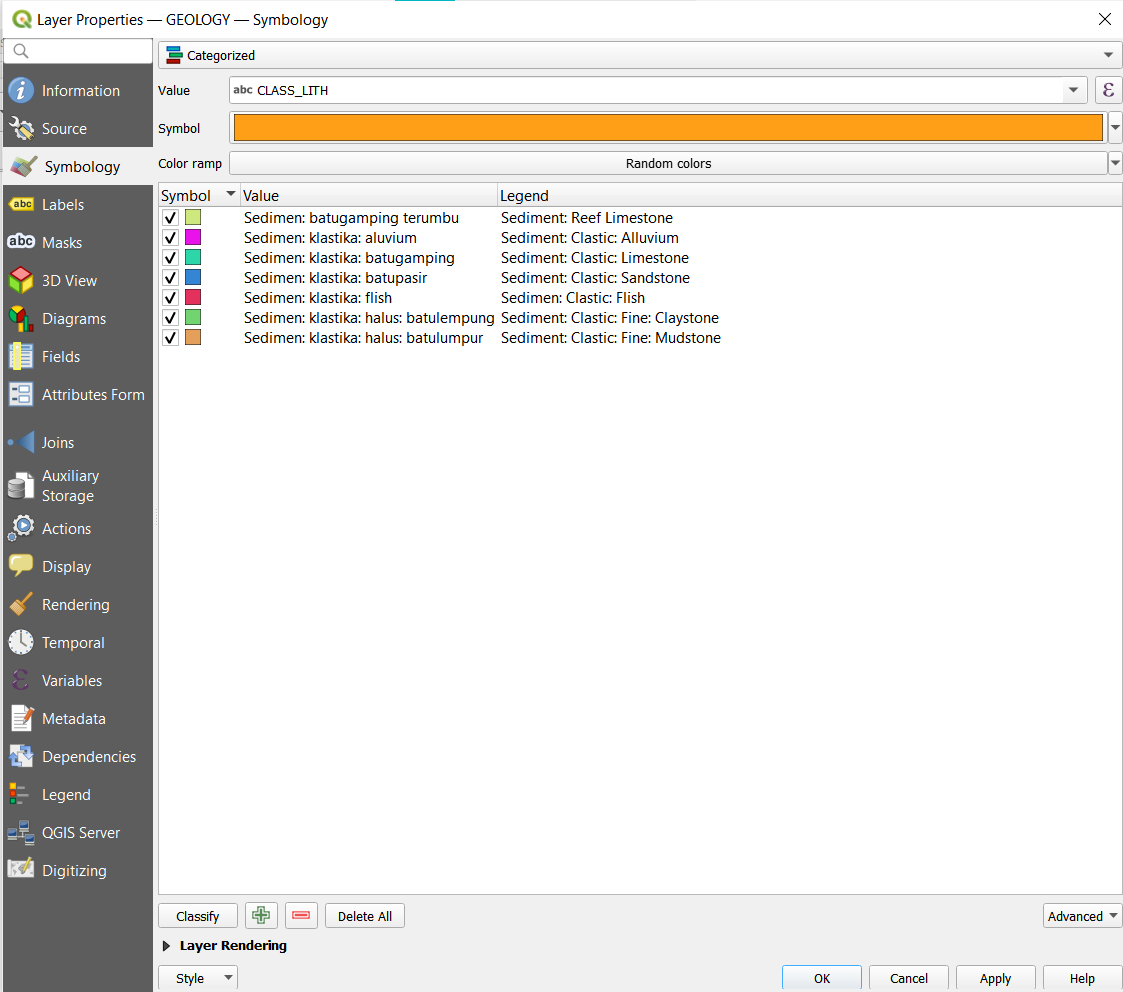 Layer Properties — GEOLOGY — Symbology
Categorized
Information
Value
abc CLASS_LITH
ε
Source
Symbol
Symbology
Color ramp
Random colors
Symbol
Value
Legend
abc Labels
Sedimen: batugamping terumbu
Sediment: Reef Limestone
abc Masks
Sedimen: klastika: aluvium
Sediment: Clastic: Alluvium
Sedimen: klastika: batugamping
Sediment: Clastic: Limestone
3D View
Sedimen: klastika: batupasir
Sediment: Clastic: Sandstone
Sedimen: klastika: flish
Sedimen: Clastic: Flish
Diagrams
Sedimen: klastika: halus: batulempung
Sediment: Clastic: Fine: Claystone
Sedimen: klastika: halus: batulumpur
Sediment: Clastic: Fine: Mudstone
Fields
Attributes Form
Joins
Auxiliary
Storage
Actions
Display
Rendering
Temporal
ε Variables
Metadata
Dependencies
Legend
QGIS Server
Digitizing
Classify
Delete All
Advanced
Layer Rendering
Style
OK
Cancel
Apply
Help